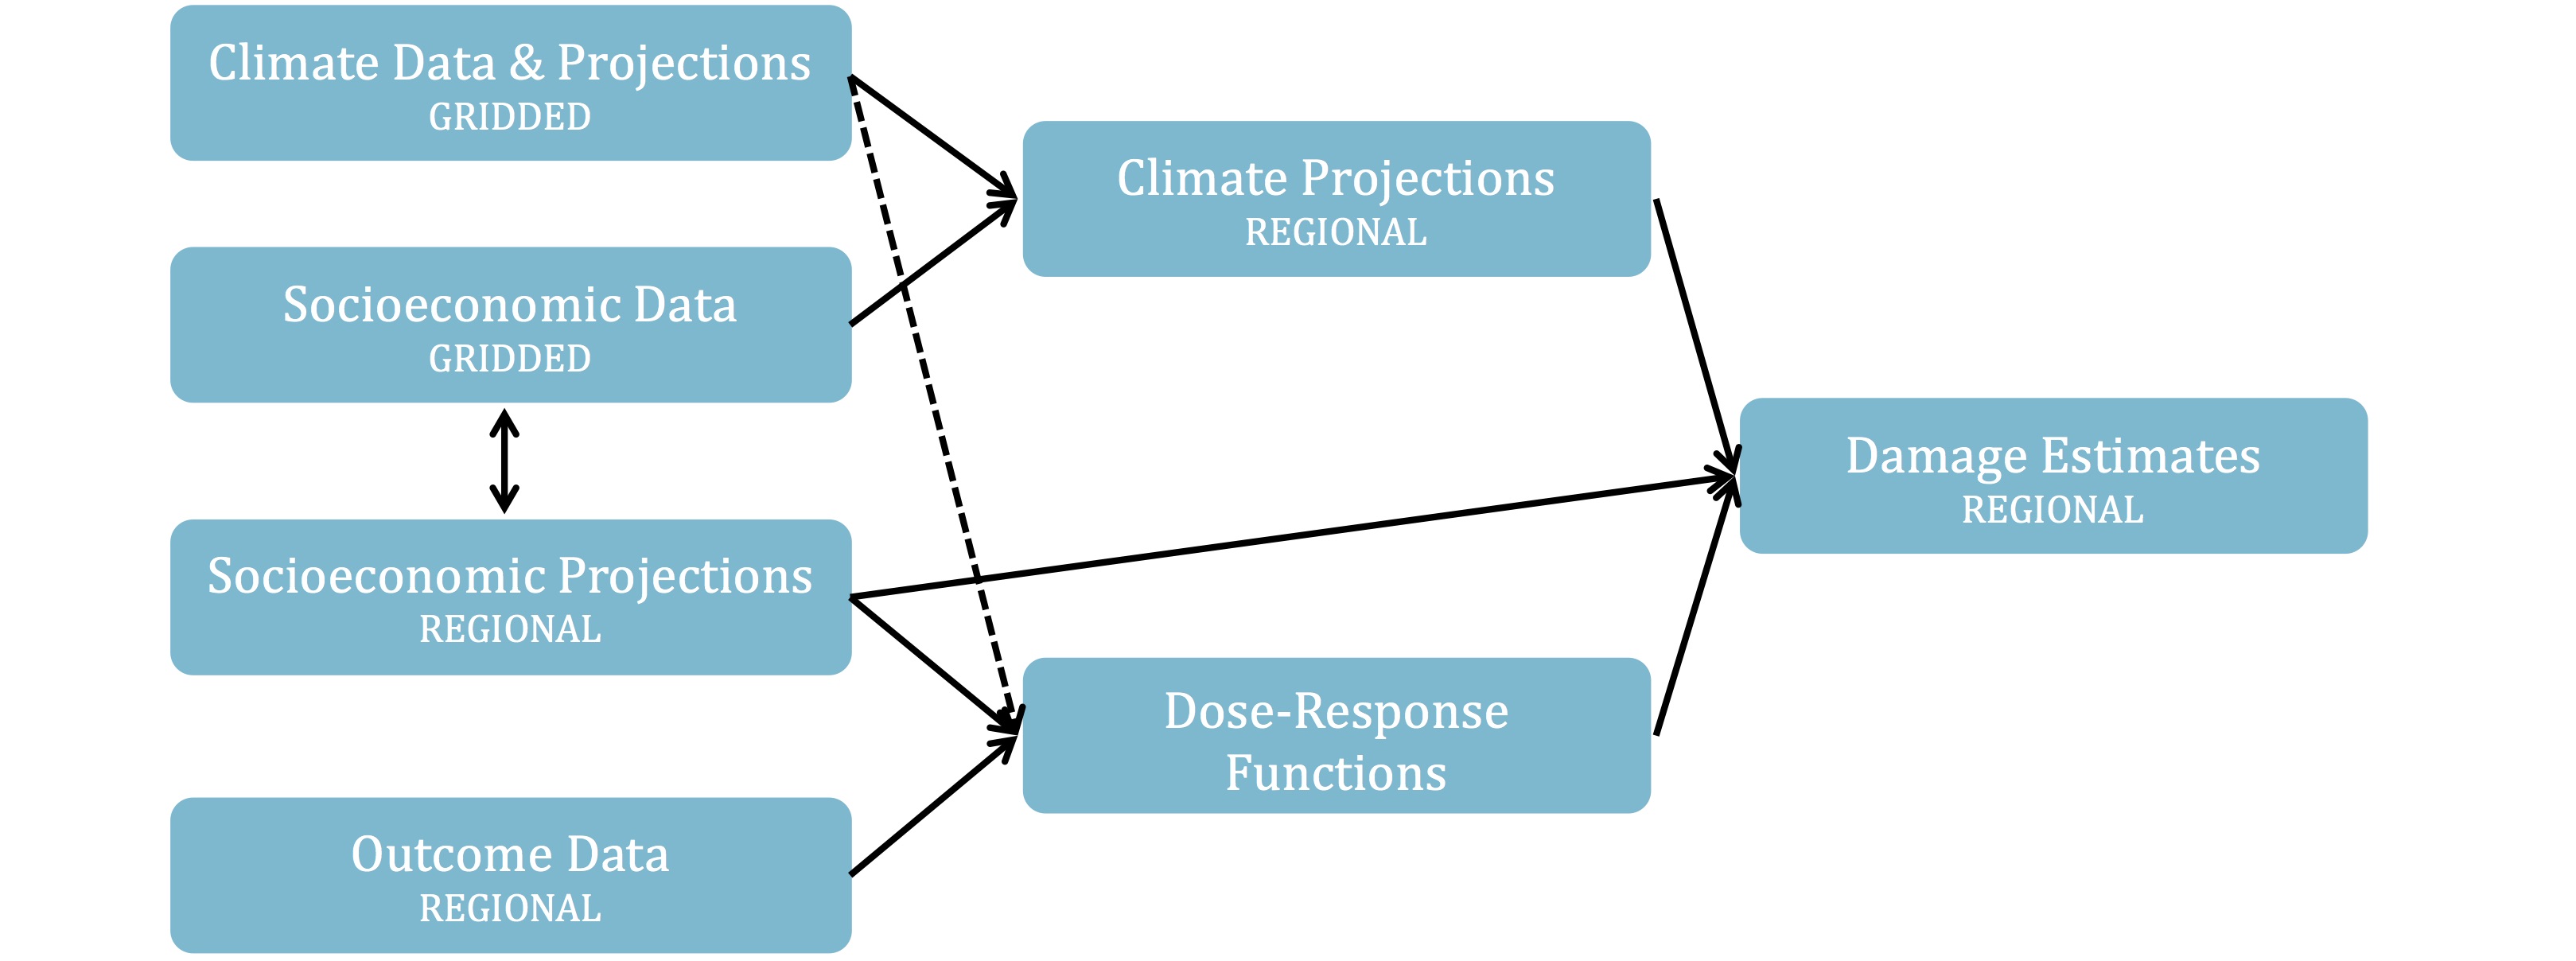 Climate Data & Projections
GRIDDED
Socioeconomic Data
GRIDDED
Socioeconomic Projections
REGIONAL
Outcome Data
REGIONAL
Climate Projections
REGIONAL
Dose-Response
Functions
Damage Estimates
REGIONAL